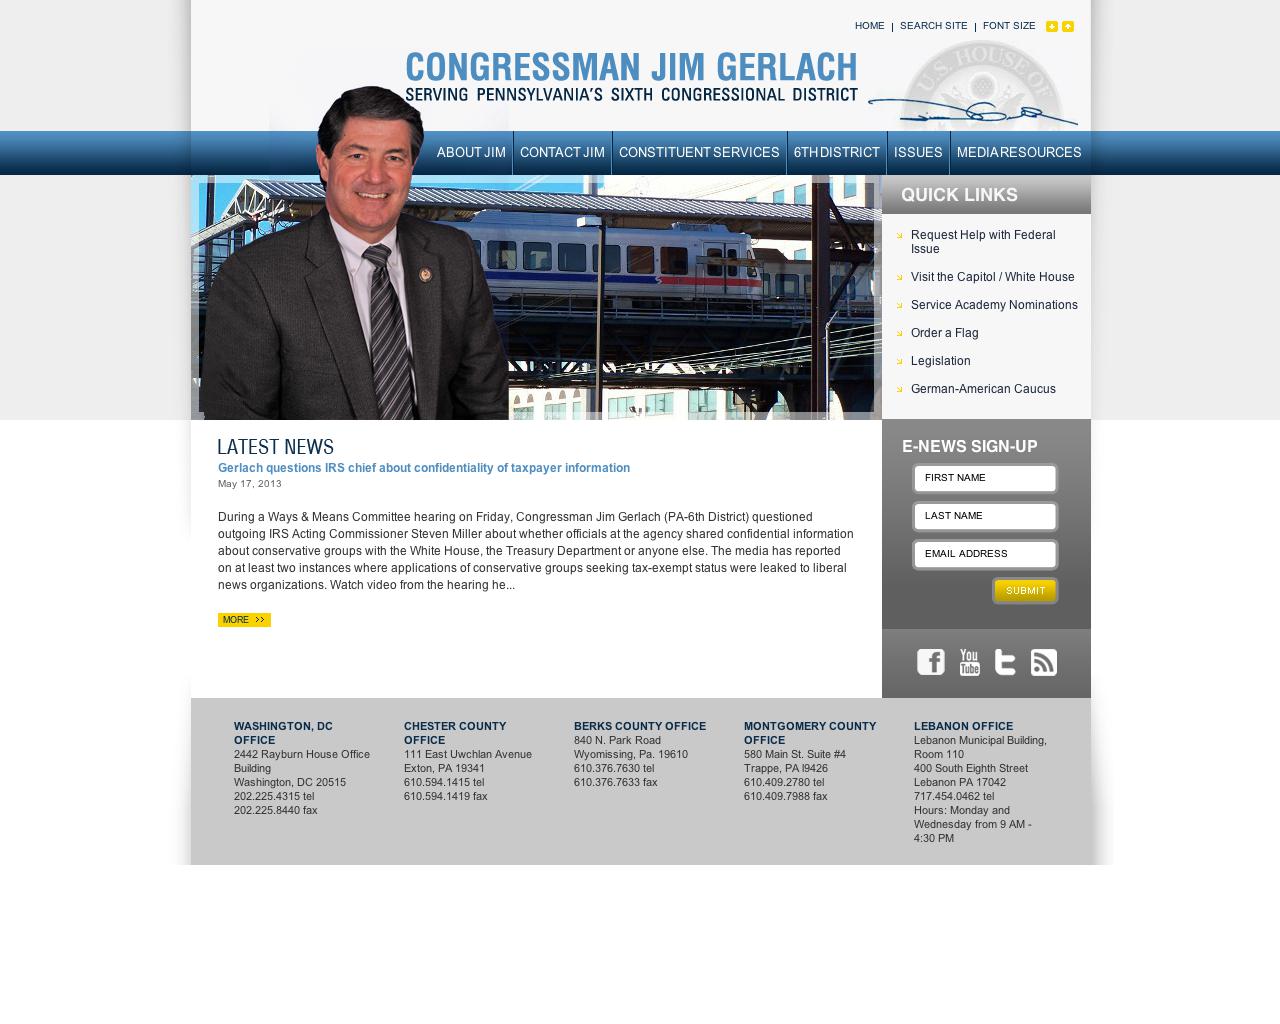 HOME | SEARCH SITE | FONT SIZE
U.S. HOUSE OF
CONGRESSMAN JIM GERLACH
SERVING PENNSYLVANIA'S SIXTH CONGRESSIONAL DISTRICT
ABOUT JIM
CONTACT JIM
CONSTITUENT SERVICES
6TH DISTRICT
ISSUES
MEDIA RESOURCES
QUICK LINKS
Request Help with Federal
Issue
Visit the Capitol / White House
Service Academy Nominations
Order a Flag
Legislation
German-American Caucus
LATEST NEWS
Gerlach questions IRS chief about confidentiality of taxpayer information
May 17, 2013
During a Ways & Means Committee hearing on Friday, Congressman Jim Gerlach (PA-6th District) questioned
outgoing IRS Acting Commissioner Steven Miller about whether officials at the agency shared confidential information
about conservative groups with the White House, the Treasury Department or anyone else. The media has reported
on at least two instances where applications of conservative groups seeking tax-exempt status were leaked to liberal
news organizations. Watch video from the hearing he...
MORE >>
E-NEWS SIGN-UP
FIRST NAME
LAST NAME
EMAIL ADDRESS
SUBMIT
You
Tube
WASHINGTON, DC
OFFICE
2442 Rayburn House Office
Building
Washington, DC 20515
202.225.4315 tel
202.225.8440 fax
CHESTER COUNTY
OFFICE
111 East Uwchlan Avenue
Exton, PA 19341
610.594.1415 tel
610.594.1419 fax
BERKS COUNTY OFFICE
840 N. Park Road
Wyomissing, Pa. 19610
610.376.7630 tel
610.376.7633 fax
MONTGOMERY COUNTY
OFFICE
580 Main St. Suite #4
Trappe, PA l9426
610.409.2780 tel
610.409.7988 fax
LEBANON OFFICE
Lebanon Municipal Building,
Room 110
400 South Eighth Street
Lebanon PA 17042
717.454.0462 tel
Hours: Monday and
Wednesday from 9 AM -
4:30 PM